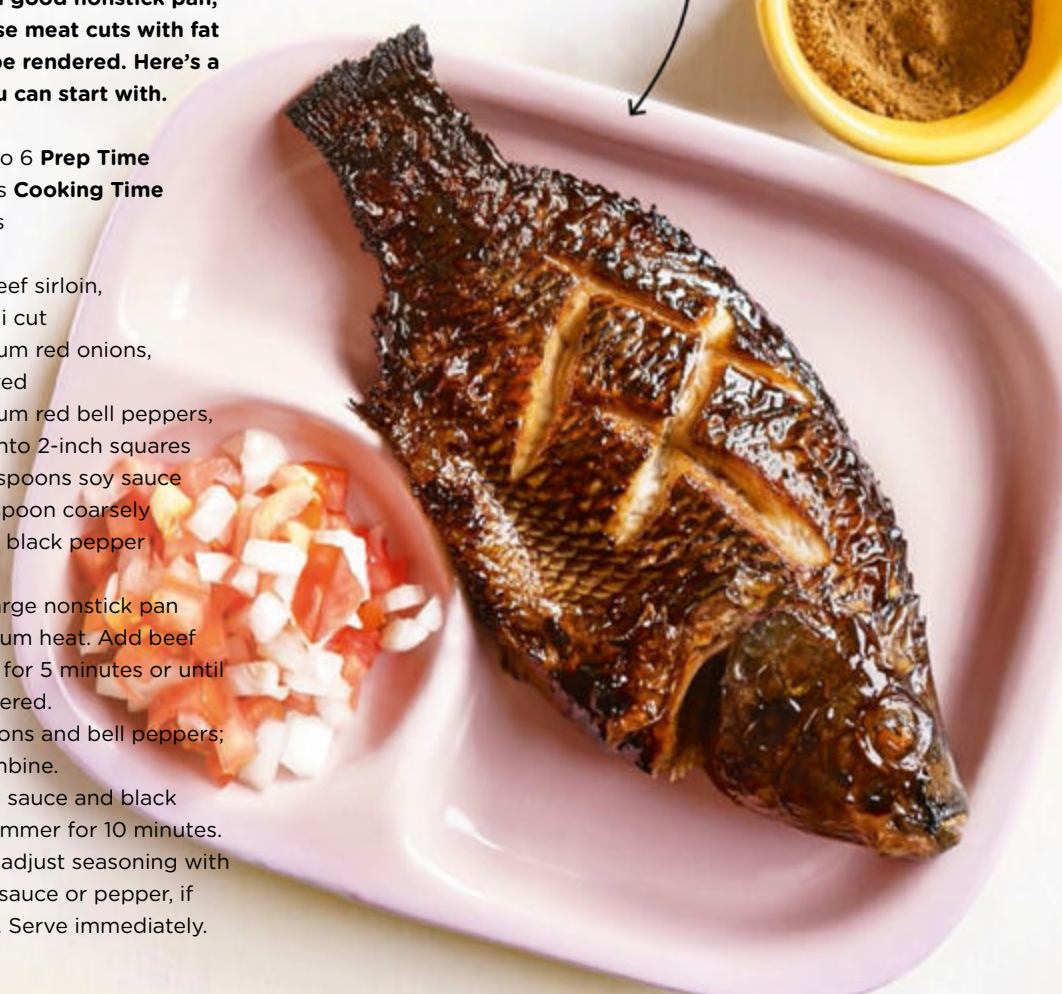 good nonstick pan,
se meat cuts with fat
be rendered. Here’s a
u can start with.
o 6 Prep Time
s Cooking Time
s
eef sirloin,
i cut
um red onions,
ed
um red bell peppers,
nto 2-inch squares
spoons soy sauce
spoon coarsely
black pepper
arge nonstick pan
um heat. Add beef
for 5 minutes or until
ered.
ons and bell peppers;
mbine.
sauce and black
mmer for 10 minutes.
adjust seasoning with
sauce or pepper, if
. Serve immediately.